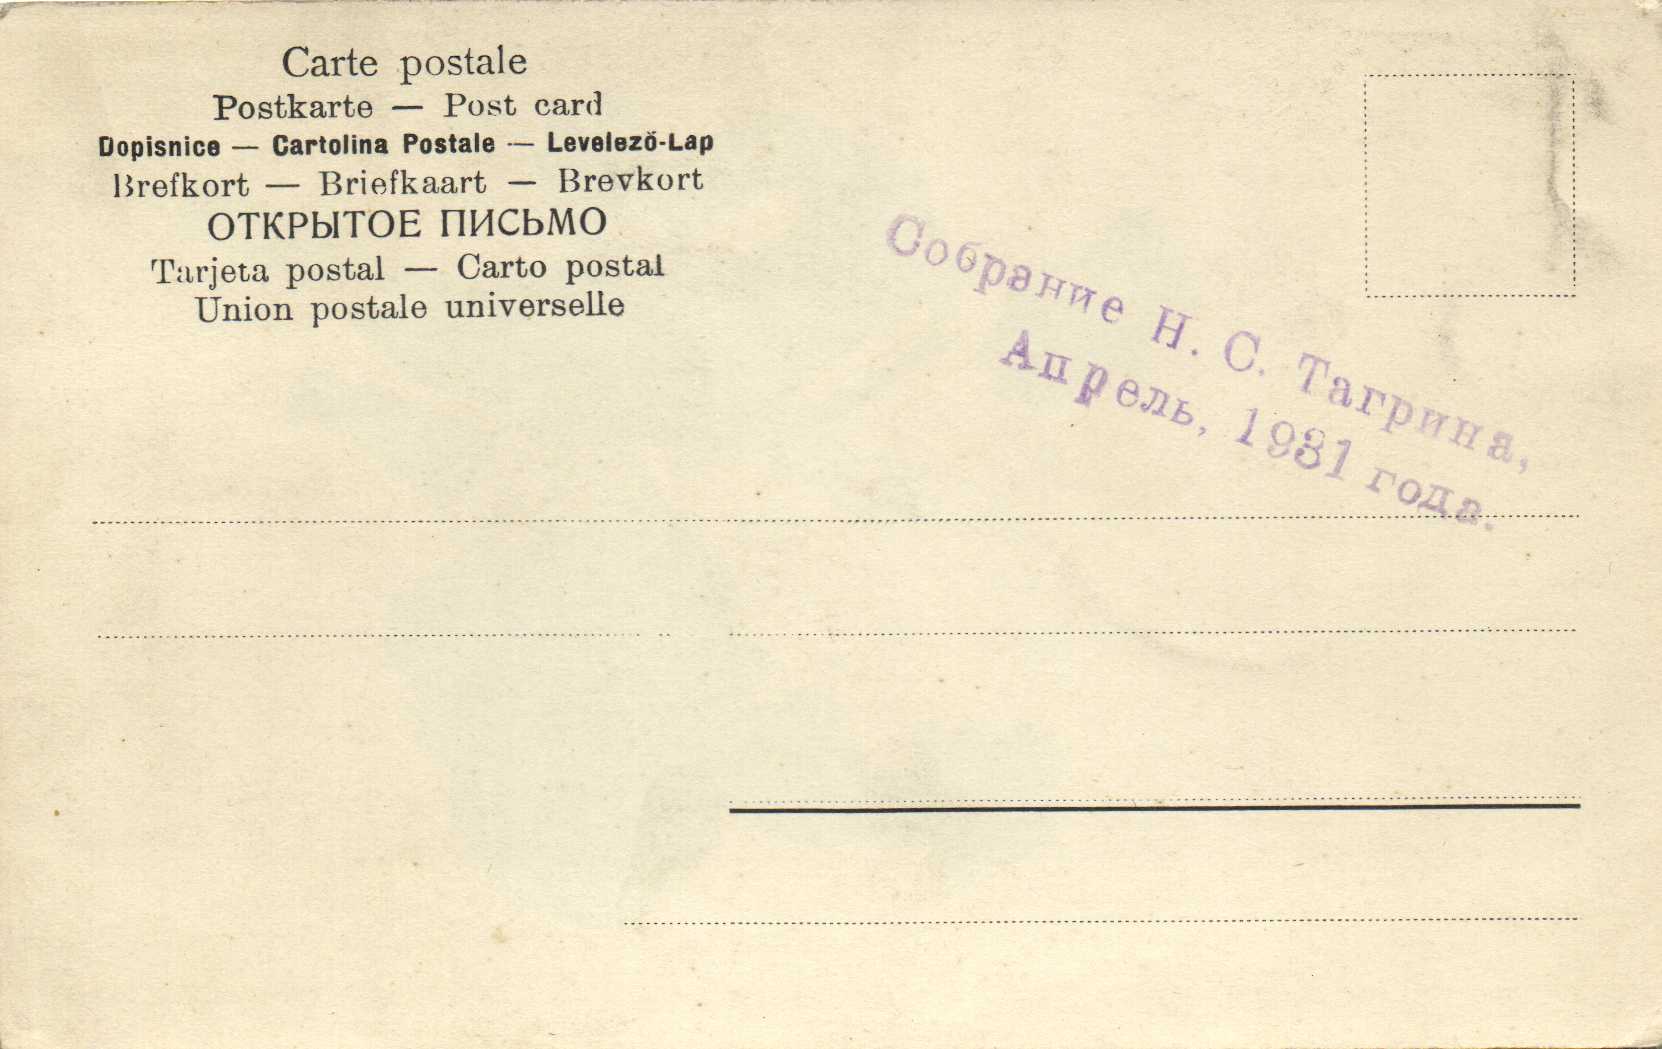 Carte postale
Postkarte — Post card
Dopisnice — Cartolina Postale — Levelező-Lap
Brefkort — Briefkaart — Brevkort
ОТКРЫТОЕ ПИСЬМО
Tarjeta postal — Carto postal
Union postale universelle
Собрание Н. С. Тагрина,
Апрель, 1931 года.